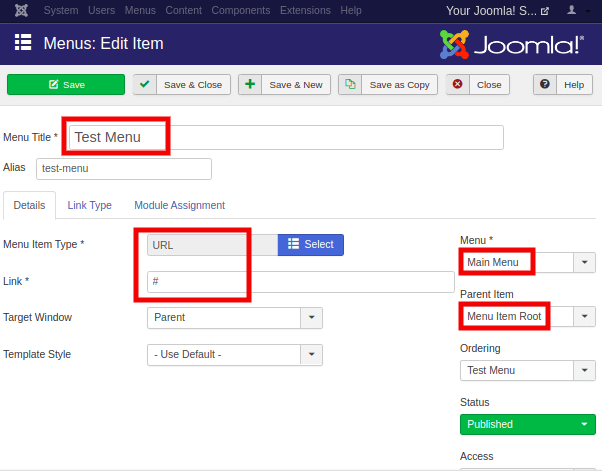 System Users Menus Content Components Extensions Help Your Joomla! S...
Menus: Edit Item Joomla!®
Save Save & Close Save & New Save as Copy Close ? Help
Menu Title * Test Menu
Alias test-menu
Details Link Type Module Assignment
Menu Item Type * URL Select
Link * #
Target Window Parent
Template Style - Use Default -
Menu *
Main Menu
Parent Item
Menu Item Root
Ordering
Test Menu
Status
Published
Access